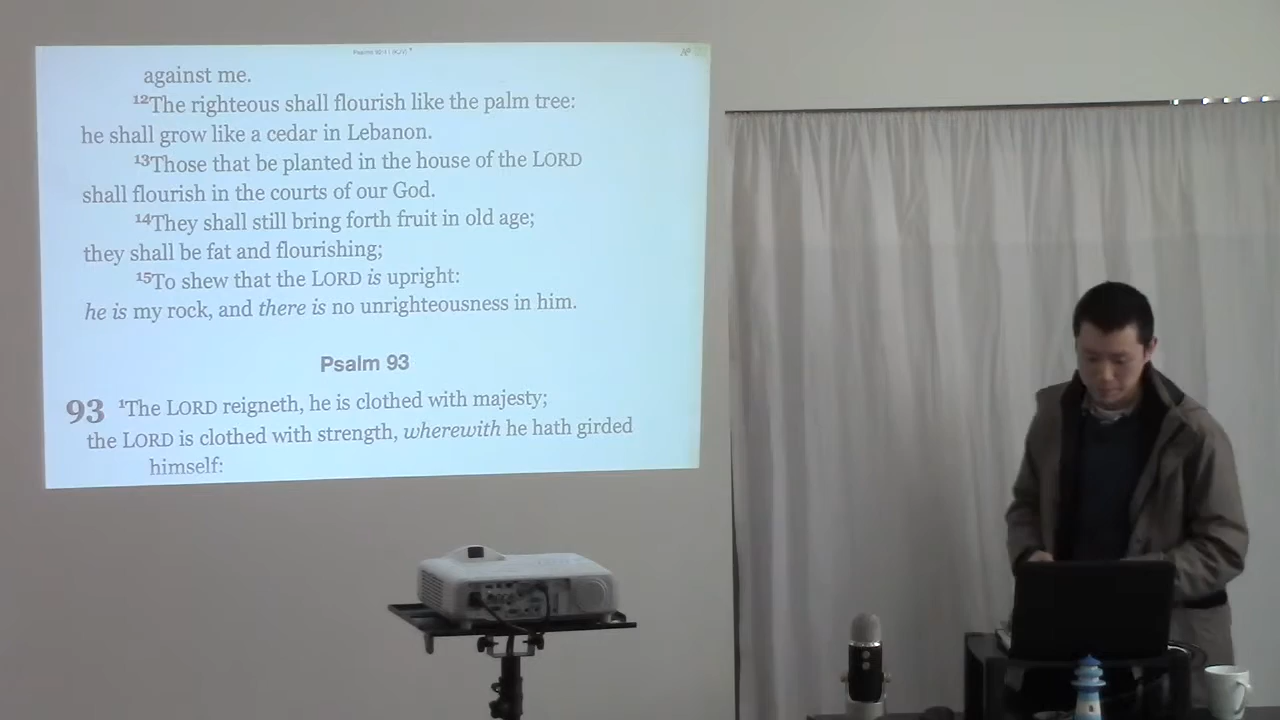 Psalms 92:11 (KJV)
against me.
12The righteous shall flourish like the palm tree:
he shall grow like a cedar in Lebanon.
13Those that be planted in the house of the LORD
shall flourish in the courts of our God.
14They shall still bring forth fruit in old age;
they shall be fat and flourishing;
15To shew that the LORD is upright:
he is my rock, and there is no unrighteousness in him.
Psalm 93
93 1The LORD reigneth, he is clothed with majesty;
the LORD is clothed with strength, wherewith he hath girded
himself: